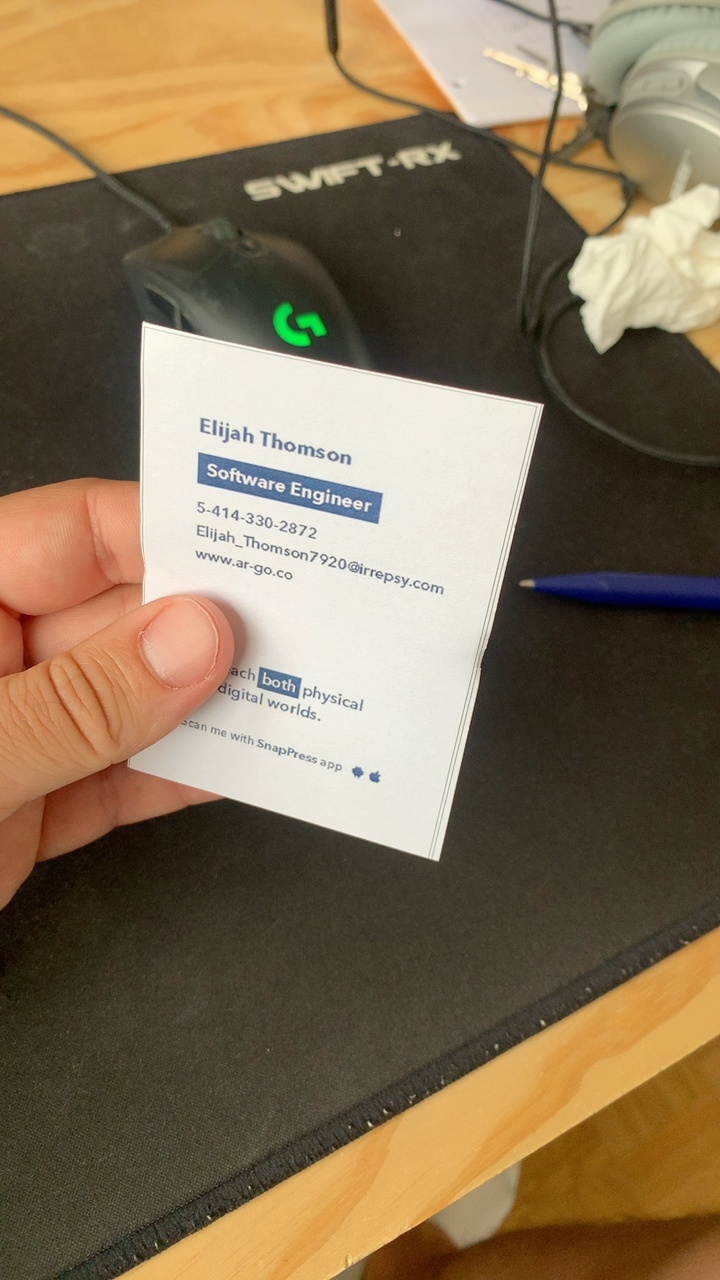 SWIFT-RX
Elijah Thomson
Software Engineer
5-414-330-2872
Elijah_Thomson7920@irrepsy.com
www.ar-go.co
both physical
digital worlds.
Scan me with SnapPress app